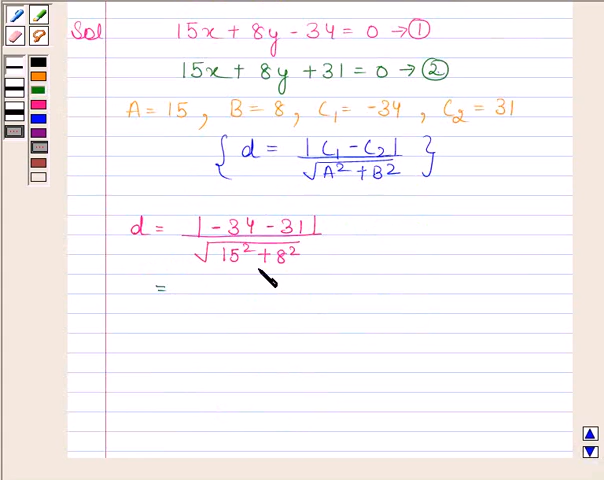 Sol 15x + 8y - 34 = 0 → ①
15x + 8y + 31 = 0 → ②
A = 15 , B = 8 , C₁ = -34 , C₂ = 31
{ d = |C₁ - C₂| / √(A² + B²) }
d = |-34 - 31| / √(15² + 8²)
=